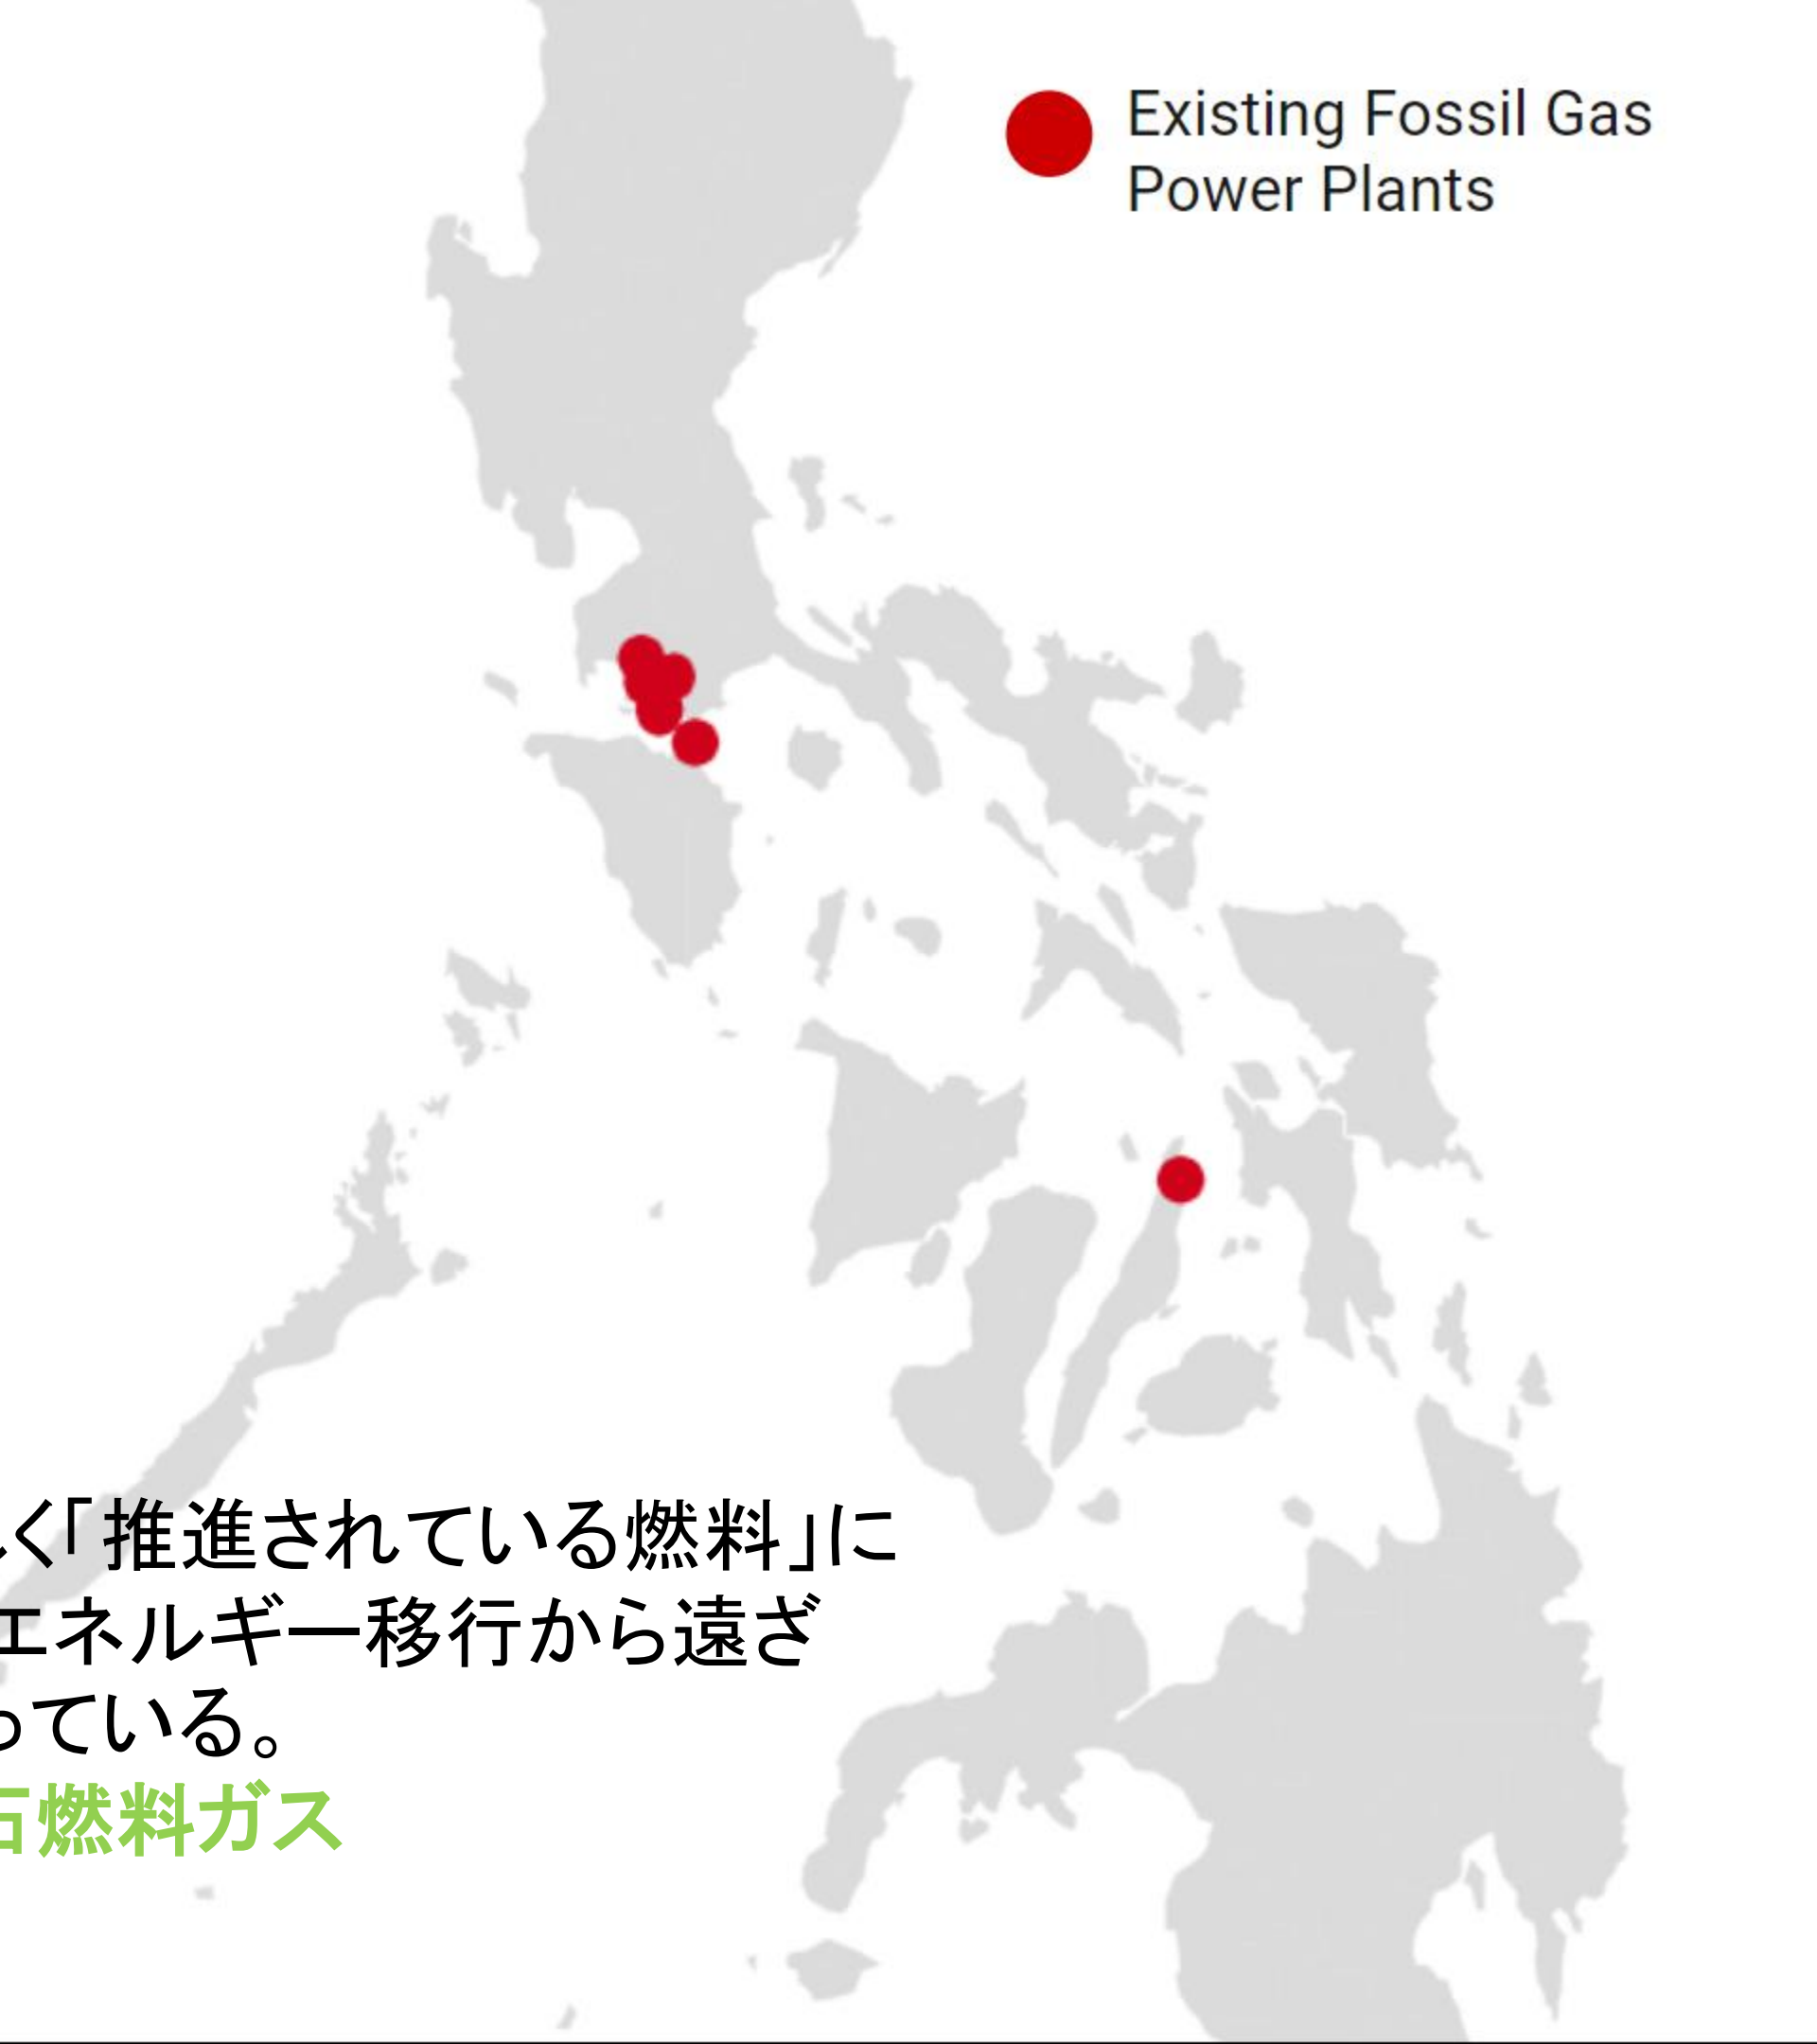 Existing Fossil Gas
Power Plants
く「推進されている燃料」に
エネルギー移行から遠ざ
っている。
燃料ガス